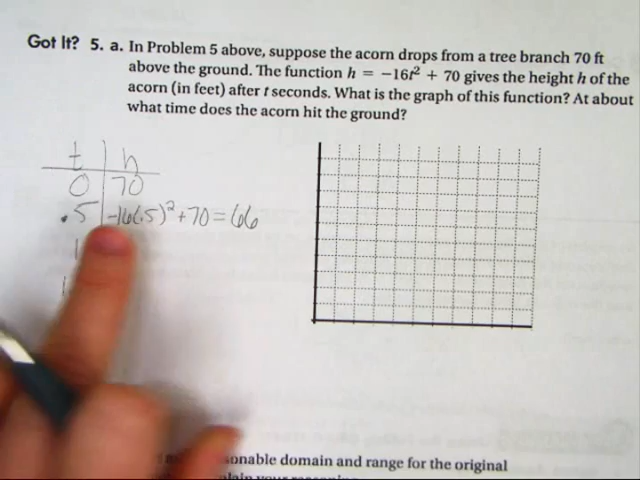 Got It? 5. a. In Problem 5 above, suppose the acorn drops from a tree branch 70 ft
above the ground. The function h = −16t² + 70 gives the height h of the
acorn (in feet) after t seconds. What is the graph of this function? At about
what time does the acorn hit the ground?
t h
0 70
.5 -16(.5)²+70=66
1
1
sonable domain and range for the original